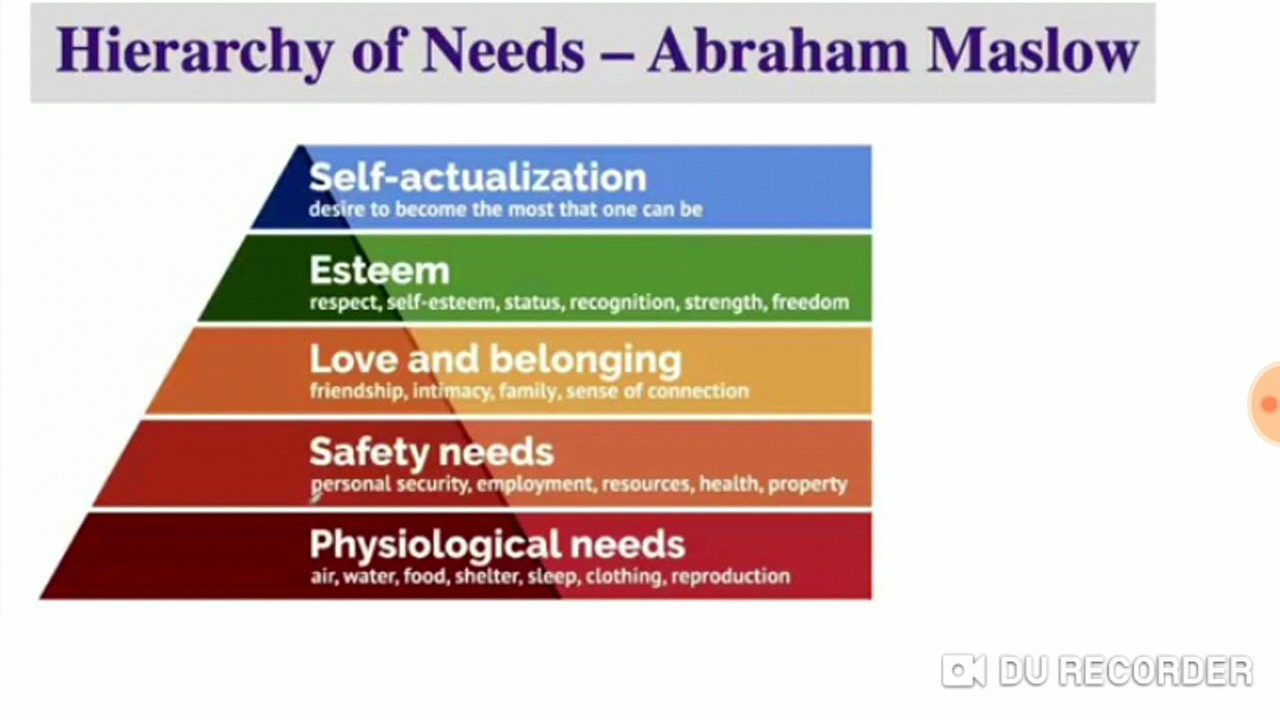 Hierarchy of Needs – Abraham Maslow
Self-actualization
desire to become the most that one can be
Esteem
respect, self-esteem, status, recognition, strength, freedom
Love and belonging
friendship, intimacy, family, sense of connection
Safety needs
personal security, employment, resources, health, property
Physiological needs
air, water, food, shelter, sleep, clothing, reproduction
DU RECORDER